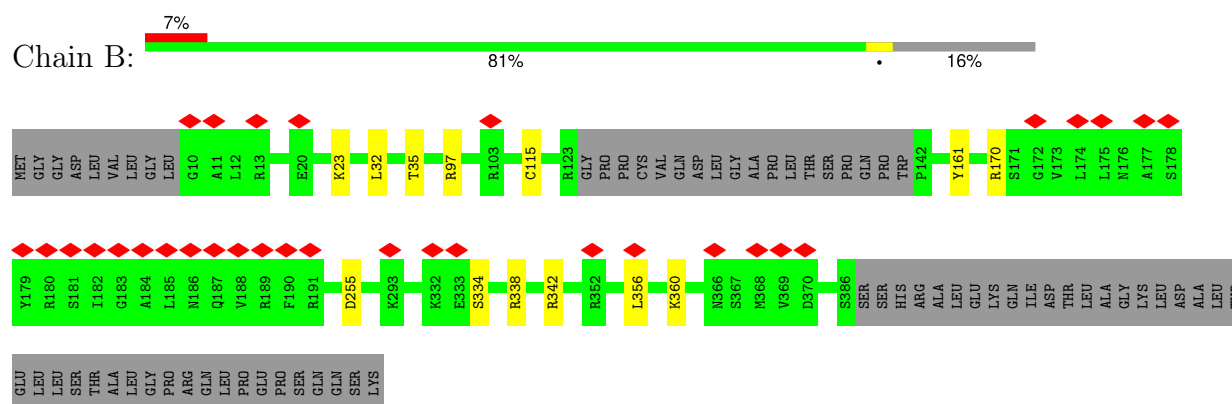 7%
Chain B:
81%
•
16%
MET GLY GLY ASP LEU VAL LEU GLY LEU G10 A11 L12 R13 E20 K23 L32 T35 R97 R103 C115 R123 GLY PRO PRO CYS VAL GLN ASP LEU GLY ALA PRO LEU THR SER PRO GLN PRO TRP P142 Y161 R170 S171 G172 V173 L174 L175 N176 A177 S178
Y179 R180 S181 I182 G183 A184 L185 N186 Q187 V188 R189 F190 R191 D255 K293 K332 E333 S334 R338 R342 R352 L356 K360 N366 S367 M368 V369 D370 S386 SER SER HIS ARG ALA LEU GLU LYS GLN ILE ASP THR LEU ALA GLY LYS LEU ASP ALA LEU
GLU LEU LEU SER THR ALA LEU GLY PRO ARG GLN LEU PRO GLU PRO SER GLN GLN SER LYS